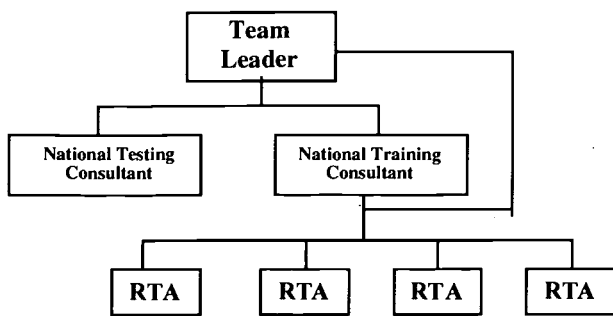 Team
Leader
National Testing
Consultant
National Training
Consultant
RTA
RTA
RTA
RTA